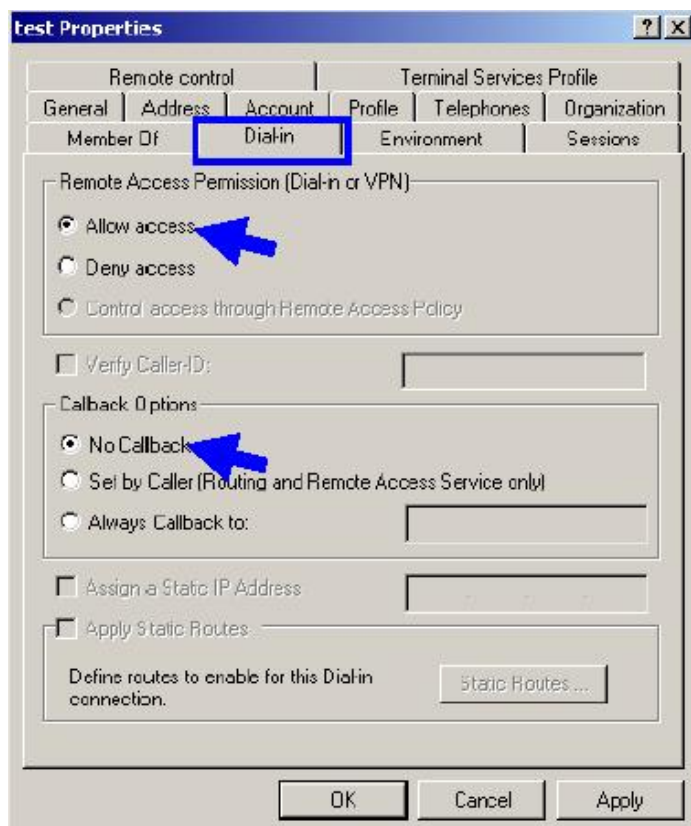 test Properties
Remote control Terminal Services Profile
General Address Account Profile Telephones Organization
Member Of Dial-in Environment Sessions
Remote Access Permission (Dial-in or VPN)
Allow access
Deny access
Control access through Remote Access Policy
Verify Caller-ID:
Callback Options
No Callback
Set by Caller (Routing and Remote Access Service only)
Always Callback to:
Assign a Static IP Address
Apply Static Routes
Define routes to enable for this Dial-in
connection.
Static Routes ...
OK Cancel Apply